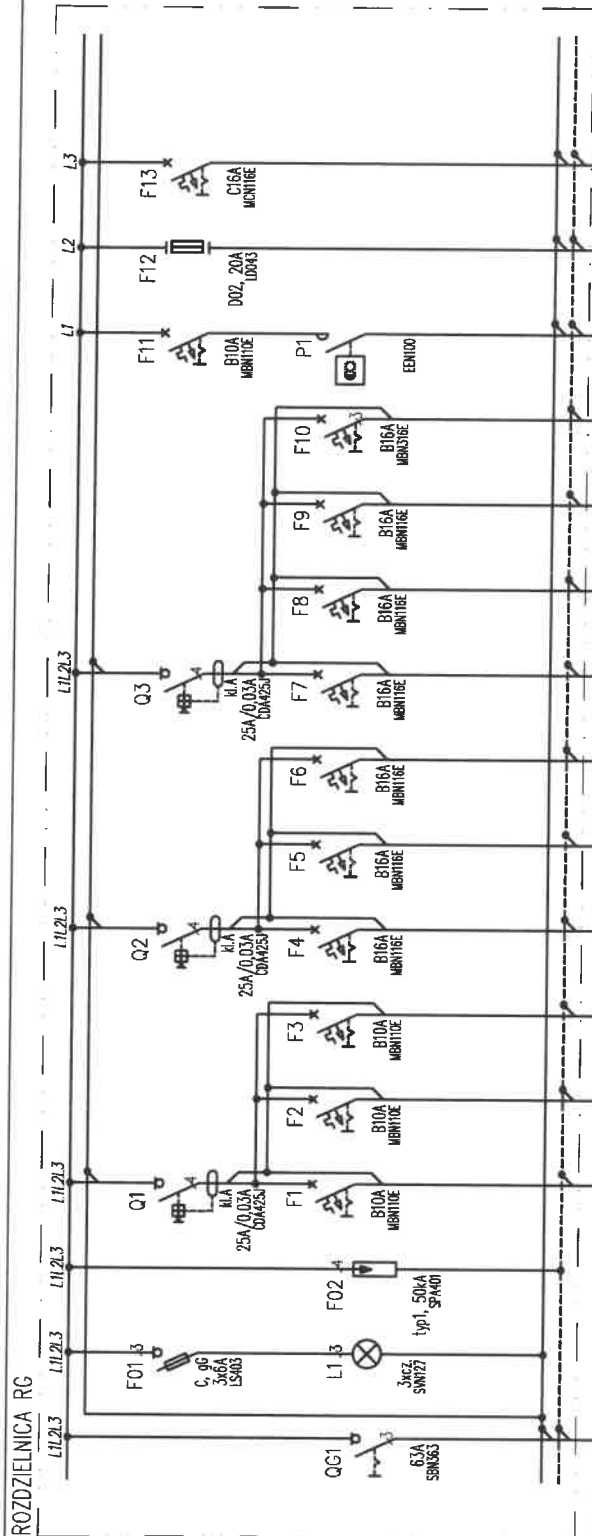 ROZDZIELNICA RG
L1L2L3
QG1
3
63A
SBN363
L1L2L3
F01
3
C, gG
3x6A
LS403
L1
3
3xcz.
SVN127
L1L2L3
F02
4
typ1, 50kA
SPA401
L1L2L3
Q1
4
kl.A
25A/0,03A
CDA425J
F1
B10A
MBN110E
F2
B10A
MBN110E
F3
B10A
MBN110E
L1L2L3
Q2
4
kl.A
25A/0,03A
CDA425J
F4
B16A
MBN116E
F5
B16A
MBN116E
F6
B16A
MBN116E
L1L2L3
Q3
4
kl.A
25A/0,03A
CDA425J
F7
B16A
MBN116E
F8
B16A
MBN116E
F9
B16A
MBN116E
F10
3
B16A
MBN316E
L1
F11
B10A
MBN110E
P1
EEN100
L2
F12
D02, 20A
LD043
L3
F13
C16A
MCN116E